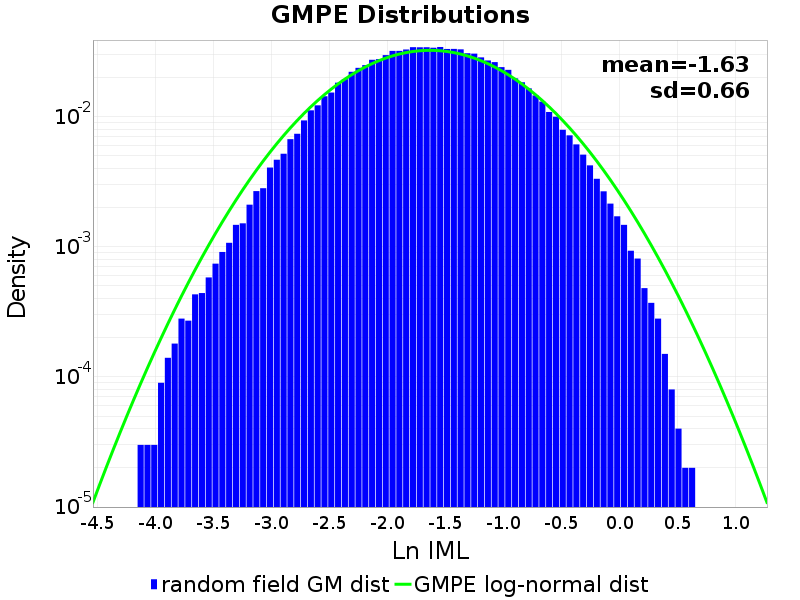 GMPE Distributions
mean=-1.63
sd=0.66
Density
10-2
10-3
10-4
10-5
-4.5 -4.0 -3.5 -3.0 -2.5 -2.0 -1.5 -1.0 -0.5 0.0 0.5 1.0
Ln IML
random field GM dist GMPE log-normal dist